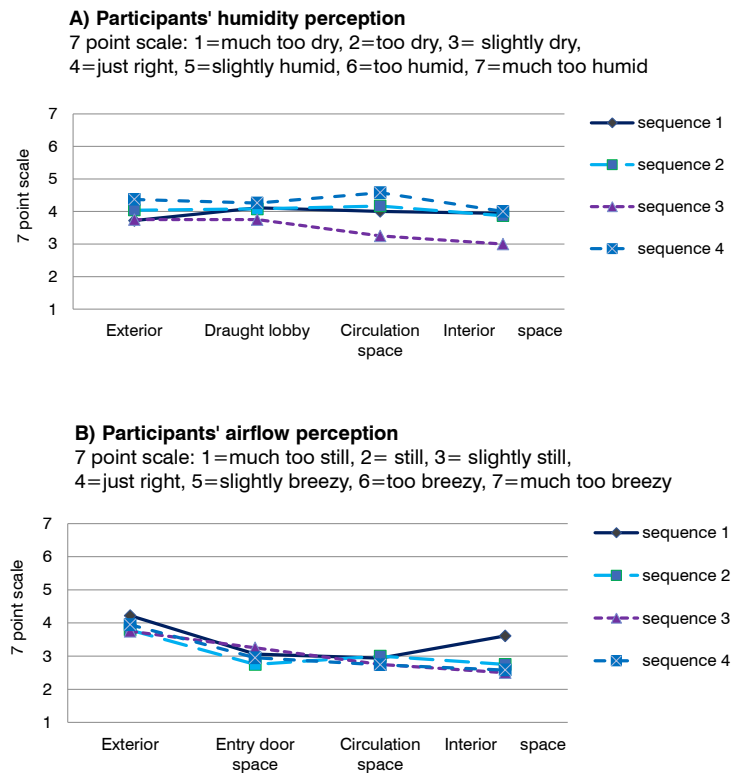 A) Participants' humidity perception
7 point scale: 1=much too dry, 2=too dry, 3= slightly dry,
4=just right, 5=slightly humid, 6=too humid, 7=much too humid
7
6
5
4
3
2
1
7 point scale
Exterior
Draught lobby
Circulation
space
Interior space
sequence 1
sequence 2
sequence 3
sequence 4
B) Participants' airflow perception
7 point scale: 1=much too still, 2= still, 3= slightly still,
4=just right, 5=slightly breezy, 6=too breezy, 7=much too breezy
7
6
5
4
3
2
1
7 point scale
Exterior
Entry door
space
Circulation
space
Interior space
sequence 1
sequence 2
sequence 3
sequence 4